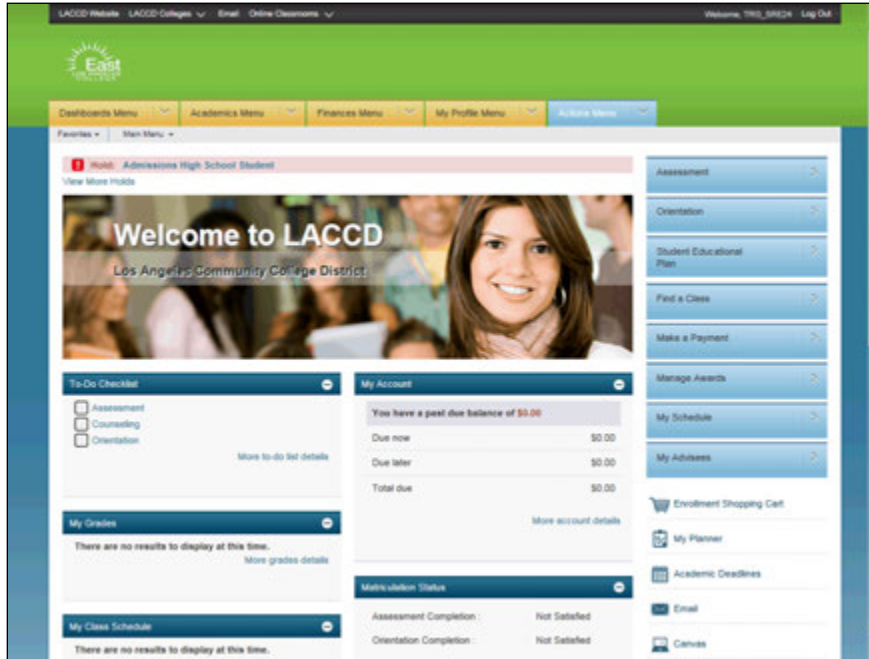 LACCD Website LACCD Colleges Email Online Classrooms Welcome, TRG_SRE24 Log Out
East
LOS ANGELES
COLLEGE
Dashboards Menu Academics Menu Finances Menu My Profile Menu Actions Menu
Favorites Main Menu
Hold: Admissions High School Student
View More Holds
Welcome to LACCD
Los Angeles Community College District
To-Do Checklist
Assessment
Counseling
Orientation
More to-do list details
My Grades
There are no results to display at this time.
More grades details
My Class Schedule
There are no results to display at this time.
My Account
You have a past due balance of $0.00
Due now $0.00
Due later $0.00
Total due $0.00
More account details
Matriculation Status
Assessment Completion : Not Satisfied
Orientation Completion : Not Satisfied
Assessment
Orientation
Student Educational
Plan
Find a Class
Make a Payment
Manage Awards
My Schedule
My Advisees
Enrollment Shopping Cart
My Planner
Academic Deadlines
Email
Canvas